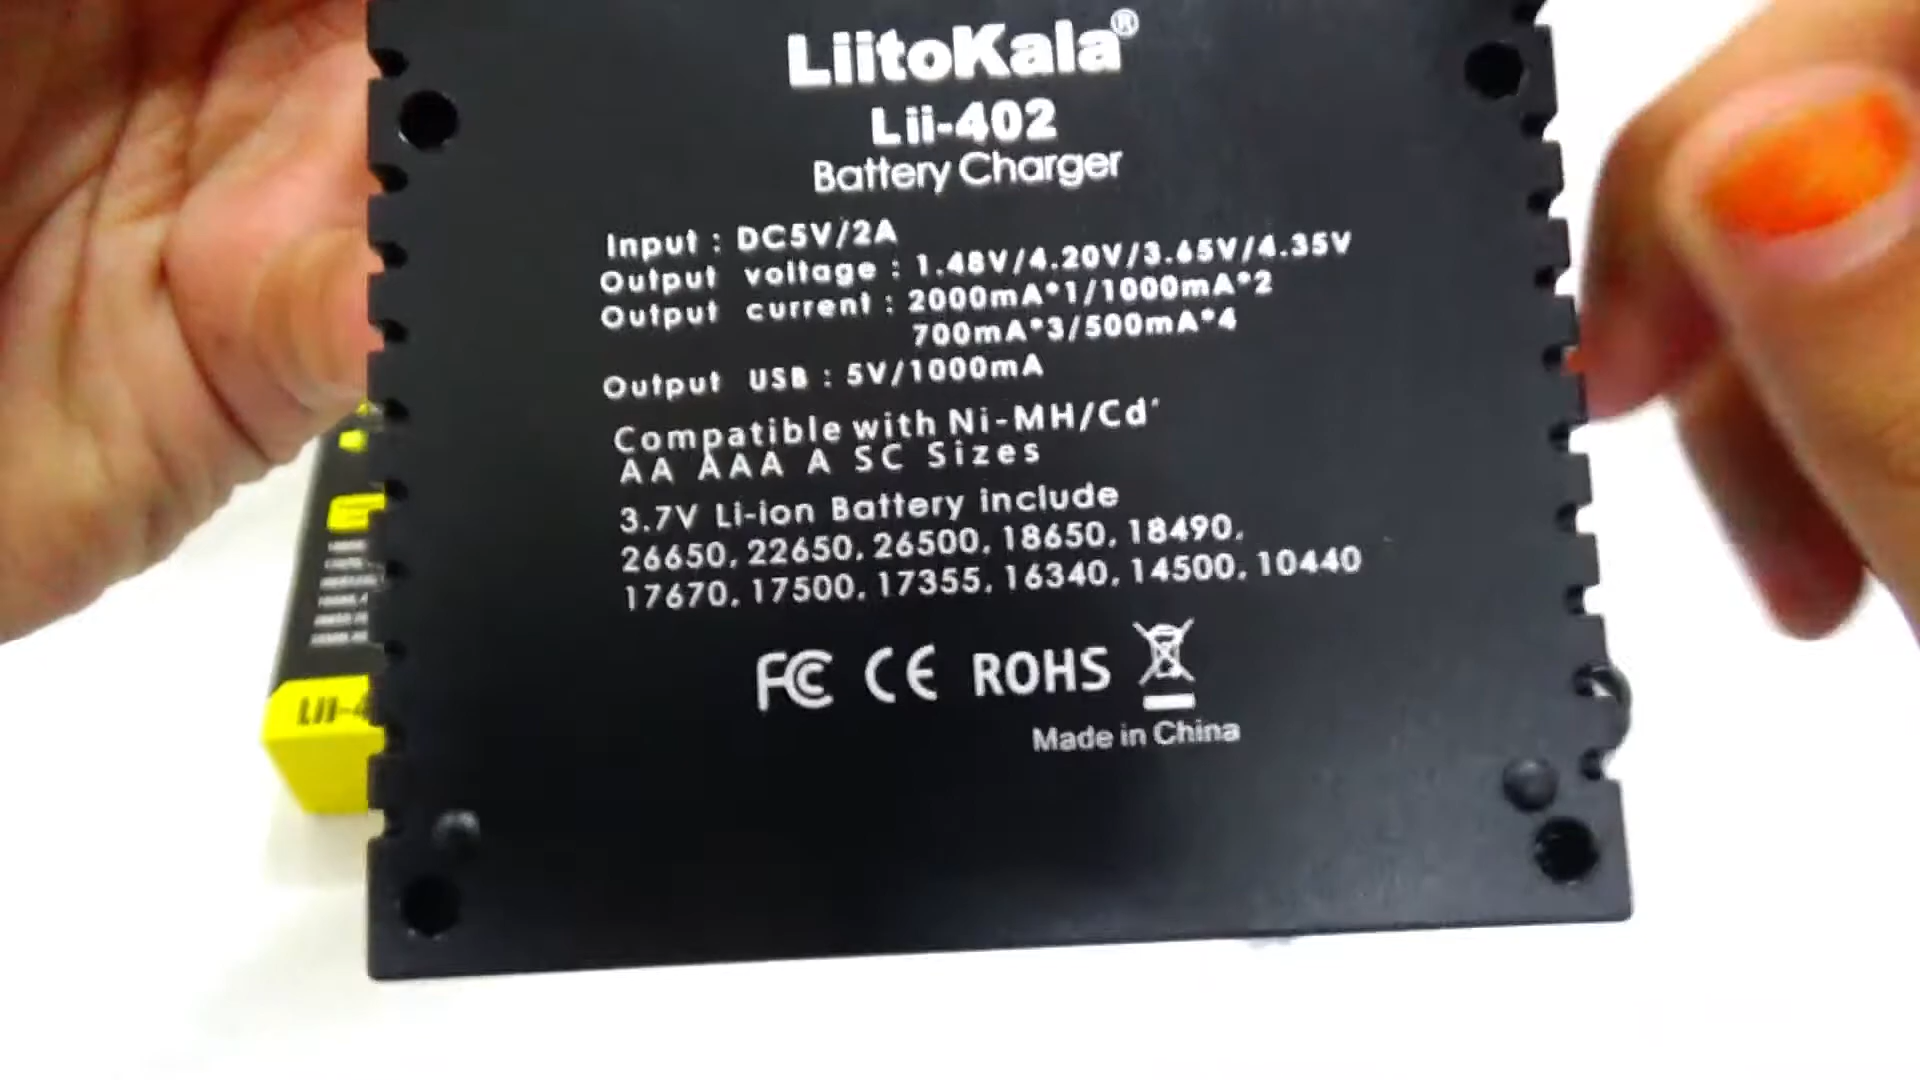 LiitoKala®
Lii-402
Battery Charger
Input : DC5V/2A
Output voltage : 1.48V/4.20V/3.65V/4.35V
Output current : 2000mA*1/1000mA*2
700mA*3/500mA*4
Output USB : 5V/1000mA
Compatible with Ni-MH/Cd'
AA AAA A SC Sizes
3.7V Li-ion Battery include
26650, 22650, 26500, 18650, 18490,
17670, 17500, 17355, 16340, 14500, 10440
FC CE ROHS
Made in China
LII-4